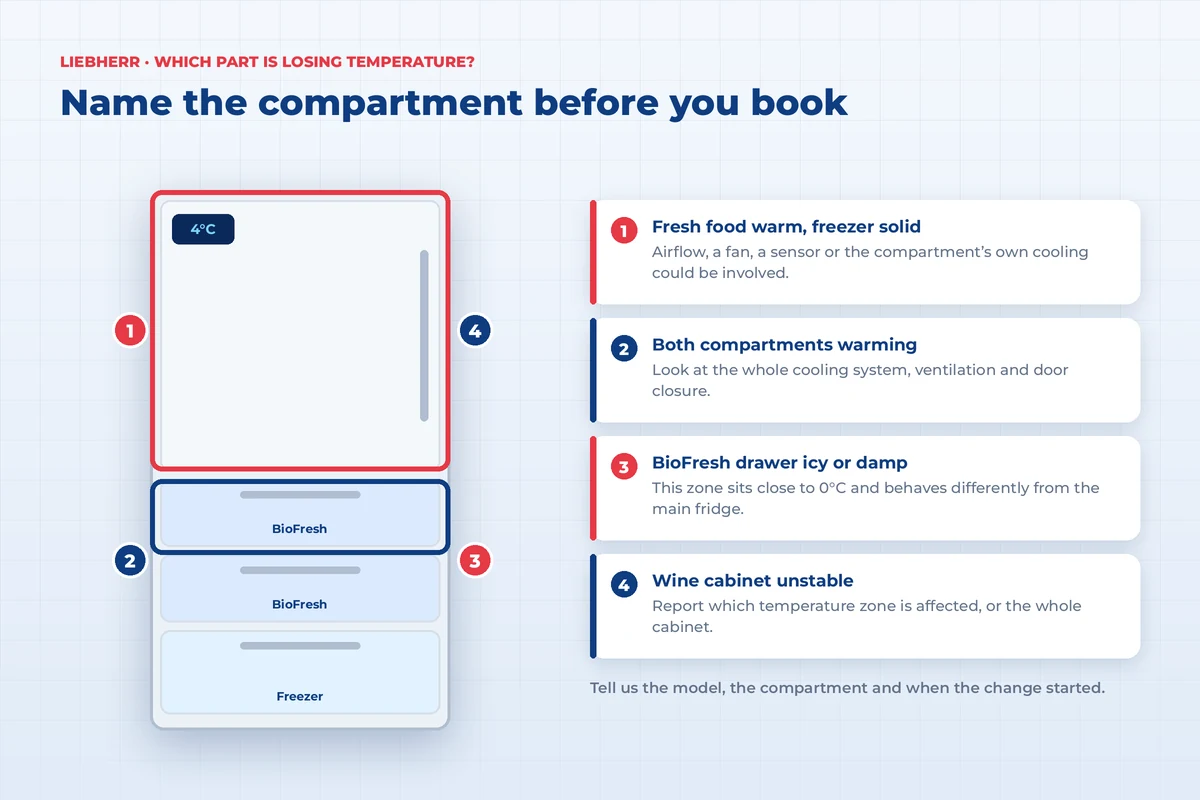 LIEBHERR · WHICH PART IS LOSING TEMPERATURE?
Name the compartment before you book
4°C
1
4
BioFresh
2
3
BioFresh
Freezer
1
Fresh food warm, freezer solid
Airflow, a fan, a sensor or the compartment’s own cooling
could be involved.
2
Both compartments warming
Look at the whole cooling system, ventilation and door
closure.
3
BioFresh drawer icy or damp
This zone sits close to 0°C and behaves differently from the
main fridge.
4
Wine cabinet unstable
Report which temperature zone is affected, or the whole
cabinet.
Tell us the model, the compartment and when the change started.